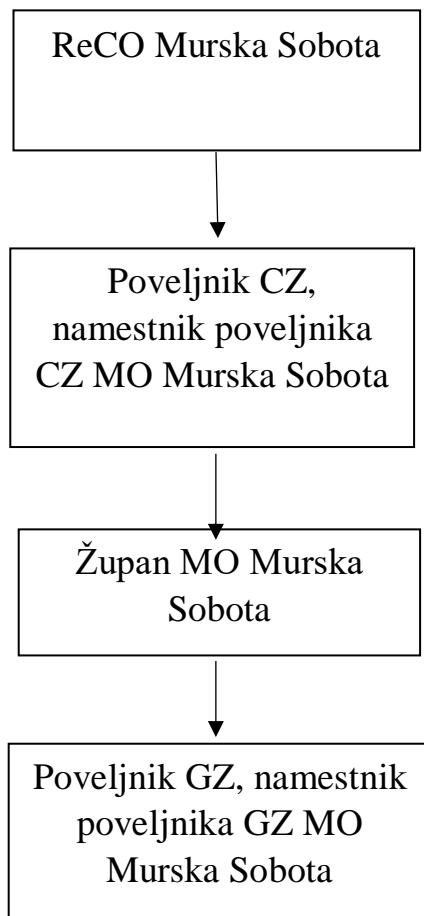 ReCO Murska Sobota
Poveljnik CZ,
namestnik poveljnika
CZ MO Murska Sobota
Župan MO Murska
Sobota
Poveljnik GZ, namestnik
poveljnika GZ MO
Murska Sobota